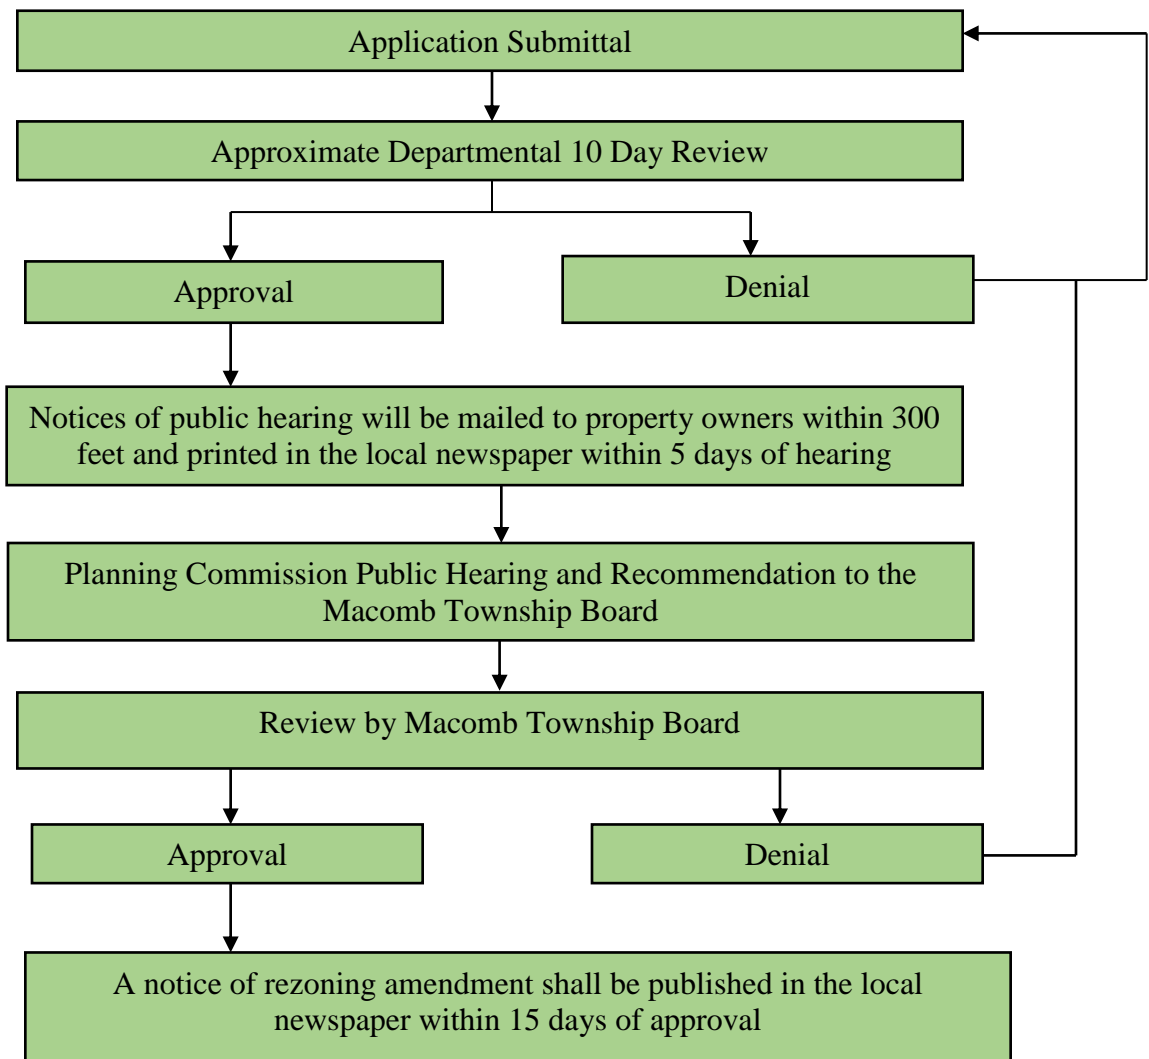 Application Submittal
Approximate Departmental 10 Day Review
Approval
Denial
Notices of public hearing will be mailed to property owners within 300
feet and printed in the local newspaper within 5 days of hearing
Planning Commission Public Hearing and Recommendation to the
Macomb Township Board
Review by Macomb Township Board
Approval
Denial
A notice of rezoning amendment shall be published in the local
newspaper within 15 days of approval